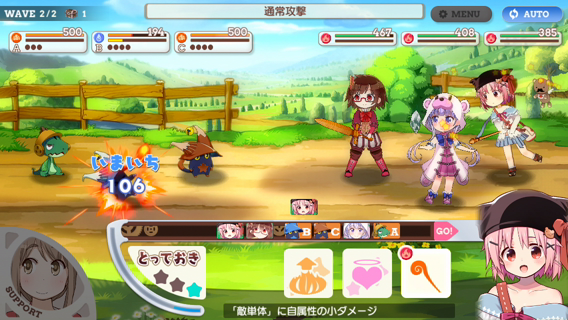 WAVE 2/2 1
通常攻撃
MENU
AUTO
500
A
194
B
500
C
467
408
385
いまいち
106
B
C
A
GO!
とっておき
SUPPORT
「敵単体」に自属性の小ダメージ